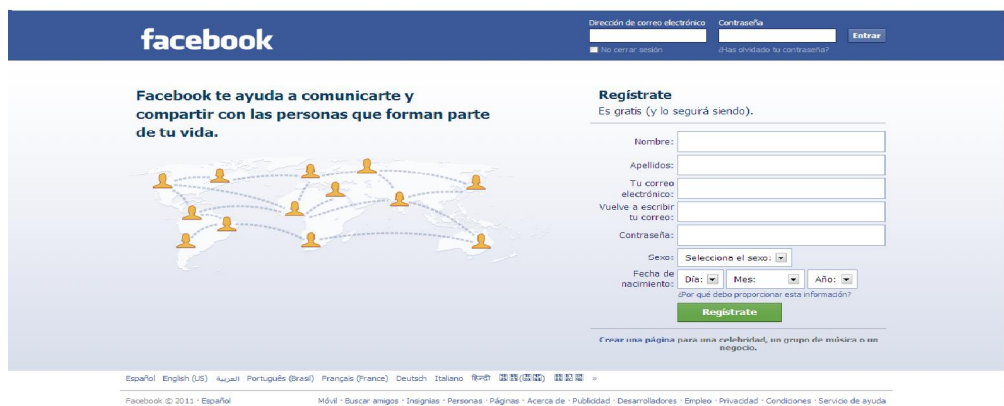 facebook
Dirección de correo electrónico
Contraseña
Entrar
No cerrar sesión
¿Has olvidado tu contraseña?
Facebook te ayuda a comunicarte y
compartir con las personas que forman parte
de tu vida.
Regístrate
Es gratis (y lo seguirá siendo).
Nombre:
Apellidos:
Tu correo
electrónico:
Vuelve a escribir
tu correo:
Contraseña:
Sexo: Selecciona el sexo:
Fecha de
nacimiento: Día: Mes: Año:
¿Por qué debo proporcionar esta información?
Regístrate
Crear una página para una celebridad, un grupo de música o un
negocio.
Español English (US) العربية Português (Brasil) Français (France) Deutsch Italiano हिन्दी »
Facebook © 2011 · Español
Móvil · Buscar amigos · Insignias · Personas · Páginas · Acerca de · Publicidad · Desarrolladores · Empleo · Privacidad · Condiciones · Servicio de ayuda